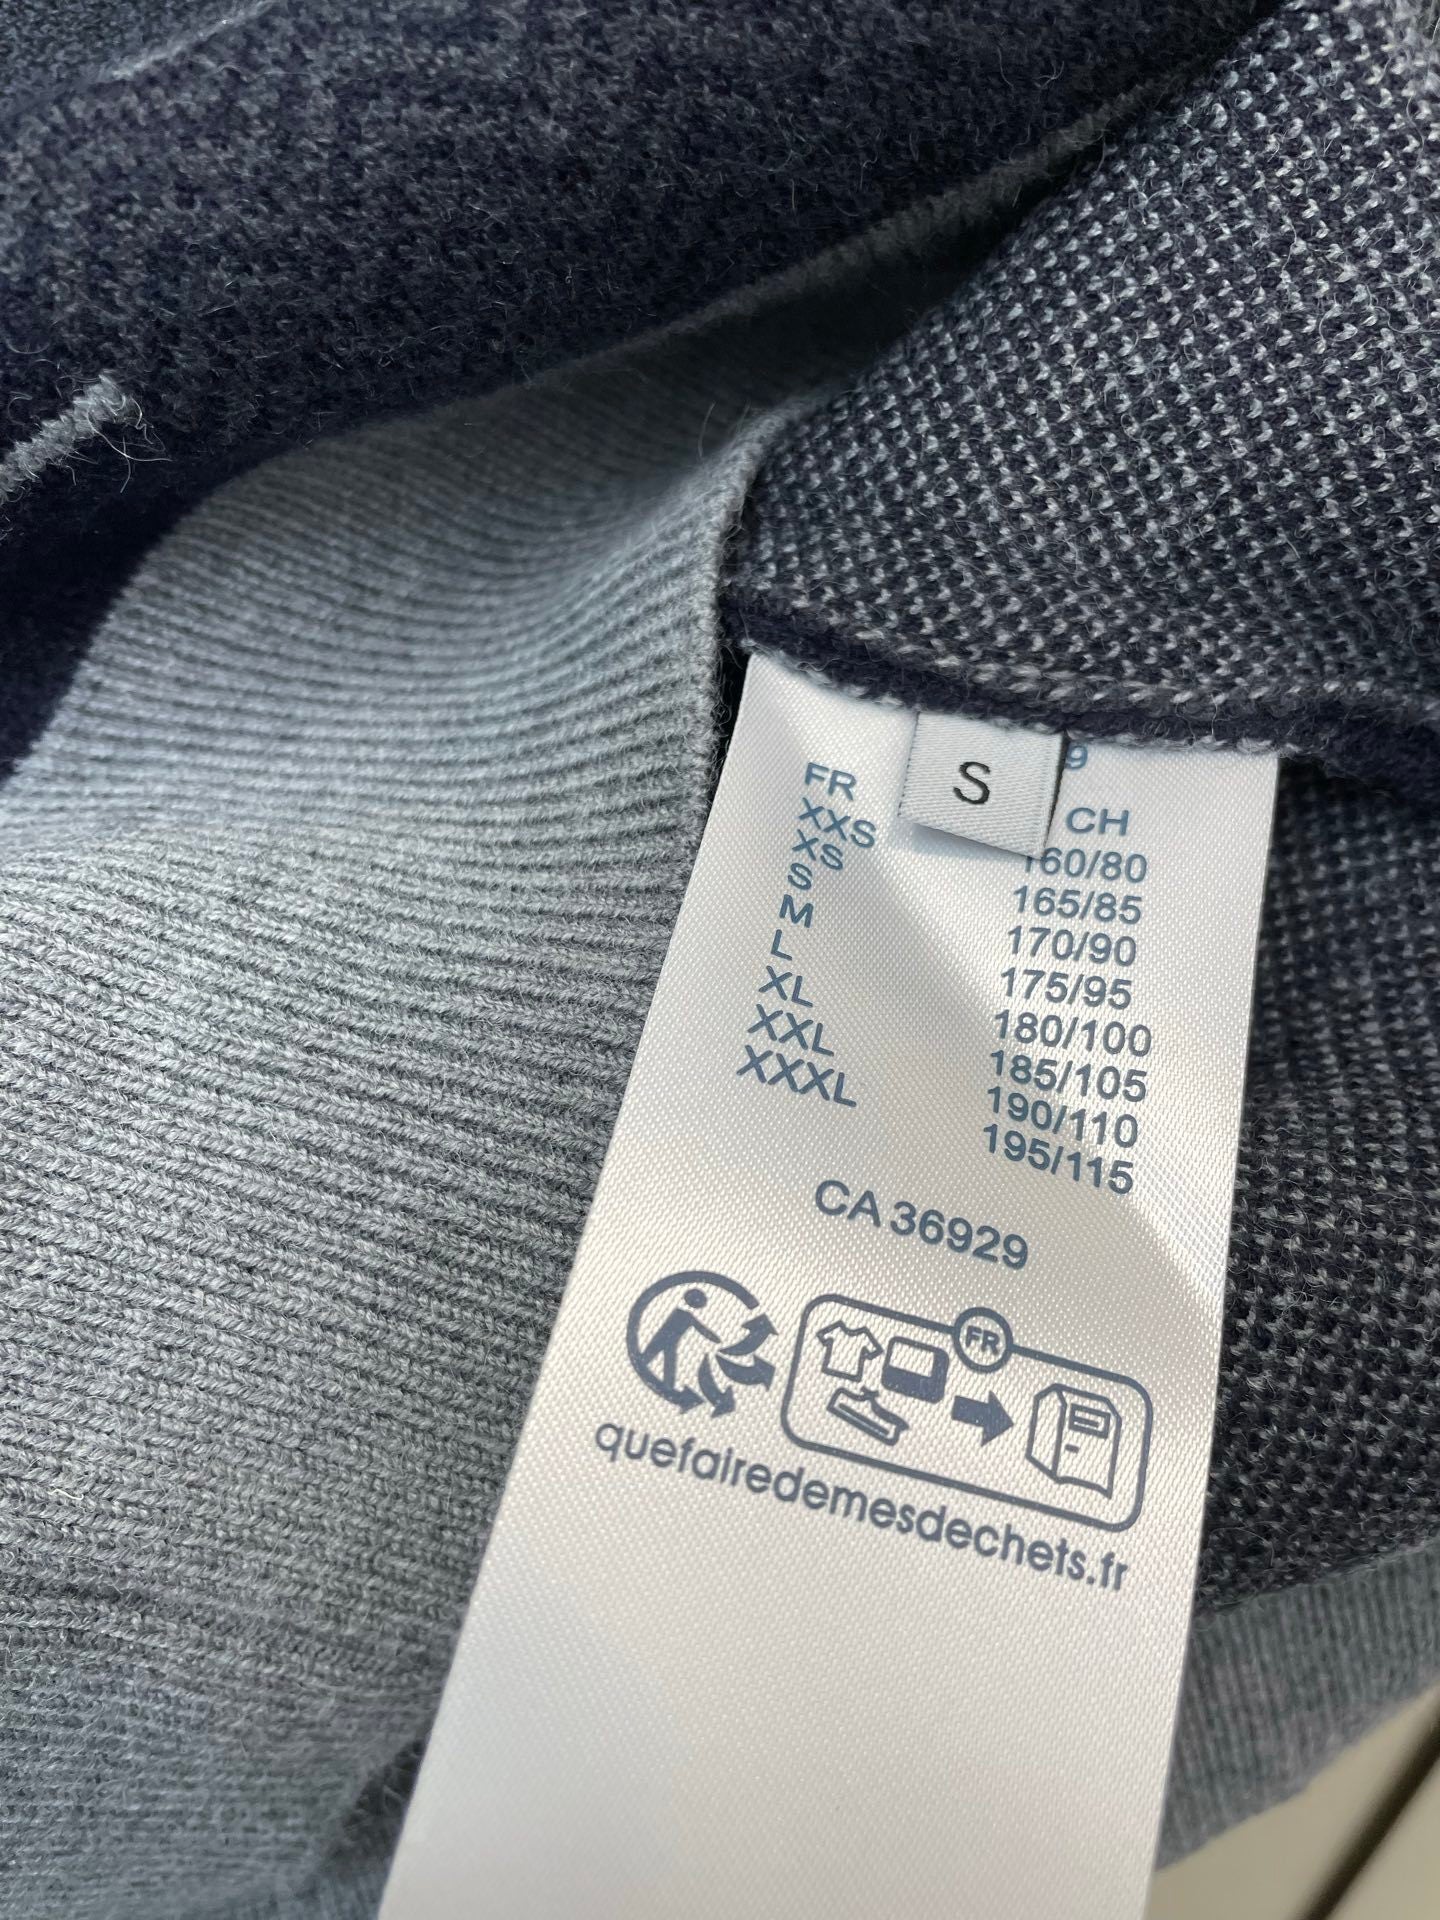 S
9
FR CH
XXS 160/80
XS 165/85
S 170/90
M 175/95
L 180/100
XL 185/105
XXL 190/110
XXXL 195/115
CA 36929
FR
quefairedemesdechets.fr